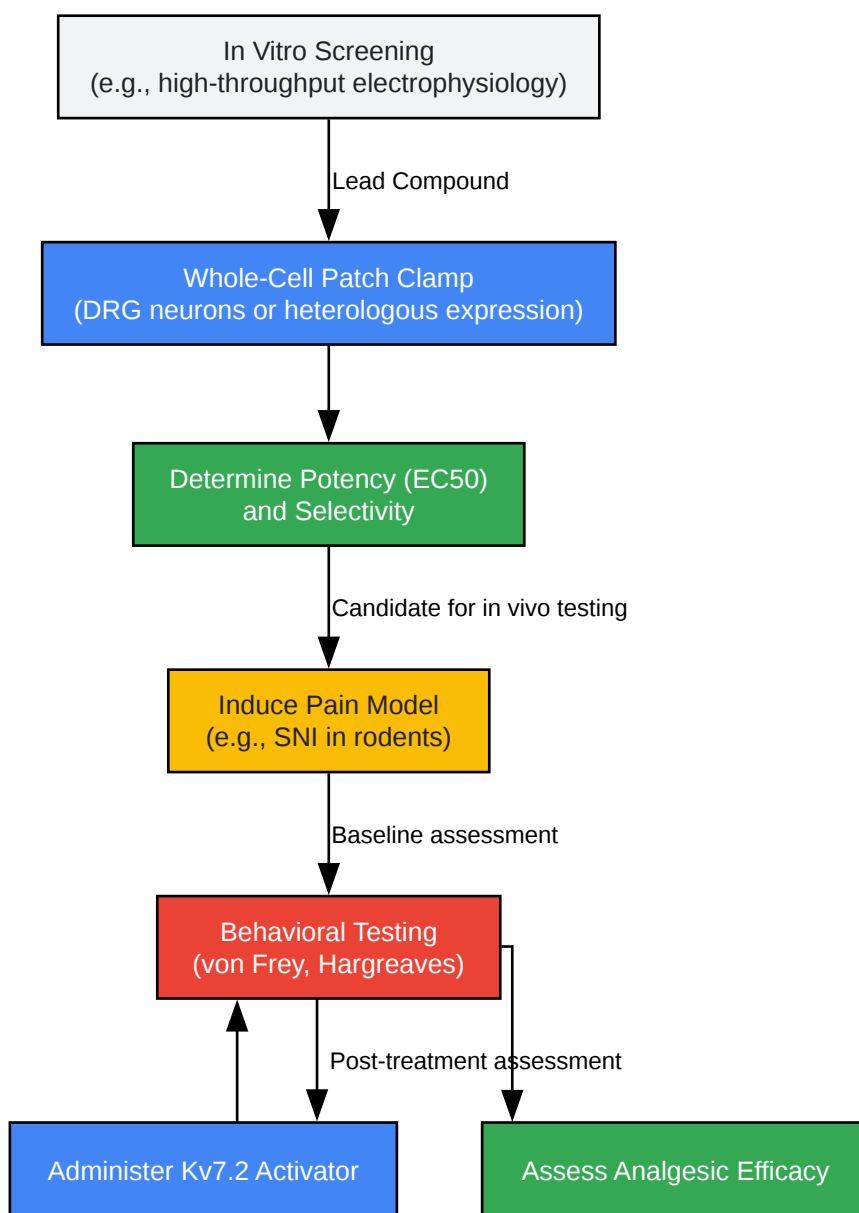 In Vitro Screening
(e.g., high-throughput electrophysiology)
Lead Compound
Whole-Cell Patch Clamp
(DRG neurons or heterologous expression)
Determine Potency (EC50)
and Selectivity
Candidate for in vivo testing
Induce Pain Model
(e.g., SNI in rodents)
Baseline assessment
Behavioral Testing
(von Frey, Hargreaves)
Post-treatment assessment
Administer Kv7.2 Activator
Assess Analgesic Efficacy